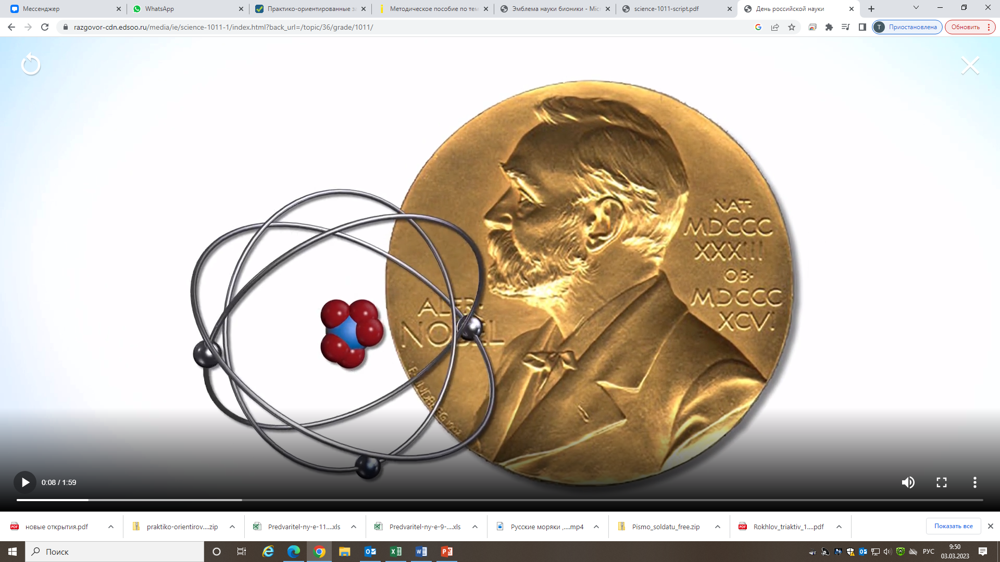 Мессенджер
WhatsApp
Практико-ориентированные за
Методическое пособие по тем
Эмблема науки бионики - Micr
science-1011-script.pdf
День российской науки
razgovor-cdn.edsoo.ru/media/ie/science-1011-1/index.html?back_url=/topic/36/grade/1011/
T
Приостановлена
Обновить
NAT·
MDCCC
XXXIII
OB·
MDCCC
XCVI
ALFR·
NOBEL
0:08 / 1:59
новые открытия.pdf
praktiko-orientirov....zip
Predvaritel-ny-e-11....xls
Predvaritel-ny-e-9-....xls
Русские моряки ,....mp4
Pismo_soldatu_free.zip
Rokhlov_triaktiv_1....pdf
Показать все
Поиск
РУС
9:50
03.03.2023